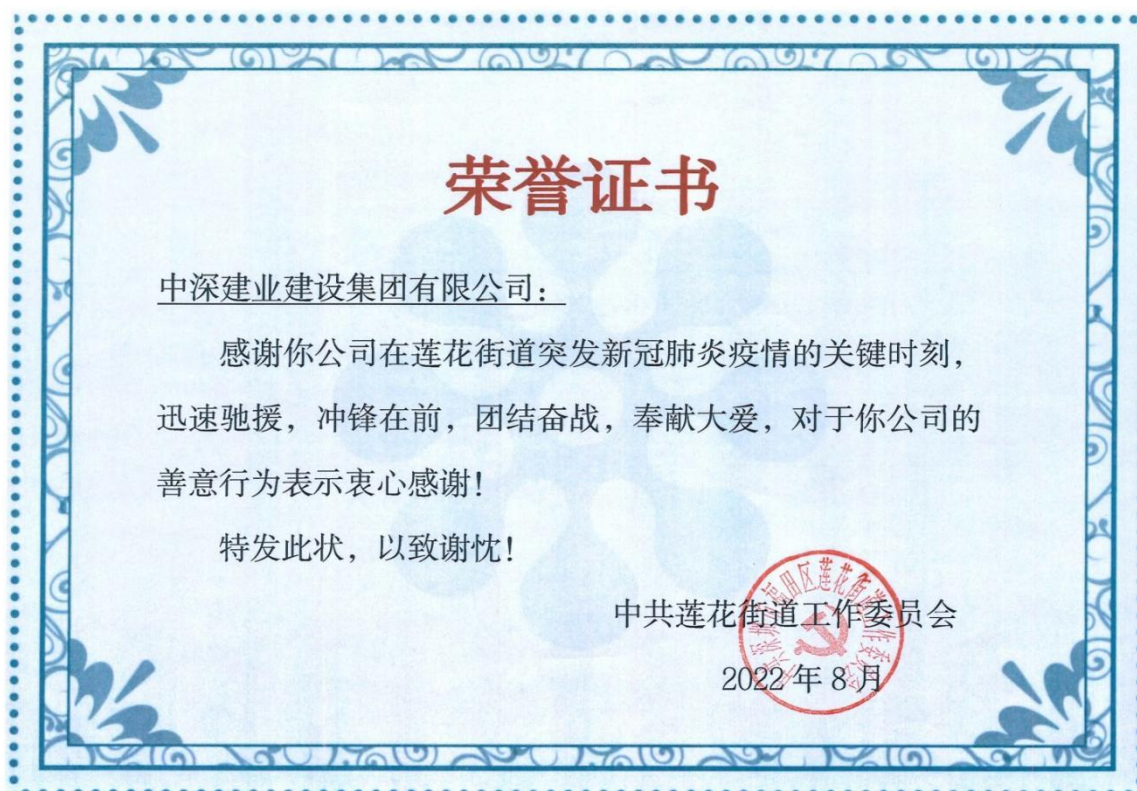 荣誉证书
中深建业建设集团有限公司：
感谢你公司在莲花街道突发新冠肺炎疫情的关键时刻，
迅速驰援，冲锋在前，团结奋战，奉献大爱，对于你公司的
善意行为表示衷心感谢！
特发此状，以致谢忱！
中共莲花街道工作委员会
2022 年 8 月